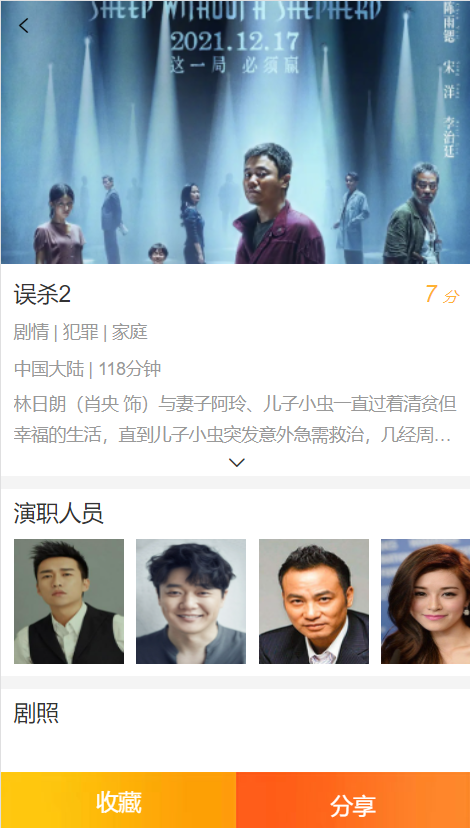 SHEEP WITHOUT A SHEPHERD
2021.12.17
这一局 必须赢
陈雨锶
宋洋
李治廷
误杀2
7 分
剧情 | 犯罪 | 家庭
中国大陆 | 118分钟
林日朗（肖央 饰）与妻子阿玲、儿子小虫一直过着清贫但
幸福的生活，直到儿子小虫突发意外急需救治，几经周…
演职人员
剧照
收藏
分享